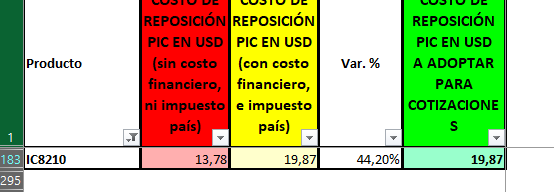 Producto
COSTO DE
REPOSICIÓN
PIC EN USD
(sin costo
financiero,
ni impuesto
país)
COSTO DE
REPOSICIÓN
PIC EN USD
(con costo
financiero,
e impuesto
país)
Var. %
COSTO DE
REPOSICIÓN
PIC EN USD
A ADOPTAR
PARA
COTIZACIONE
S
1
183 IC8210 13,78 19,87 44,20% 19,87
295